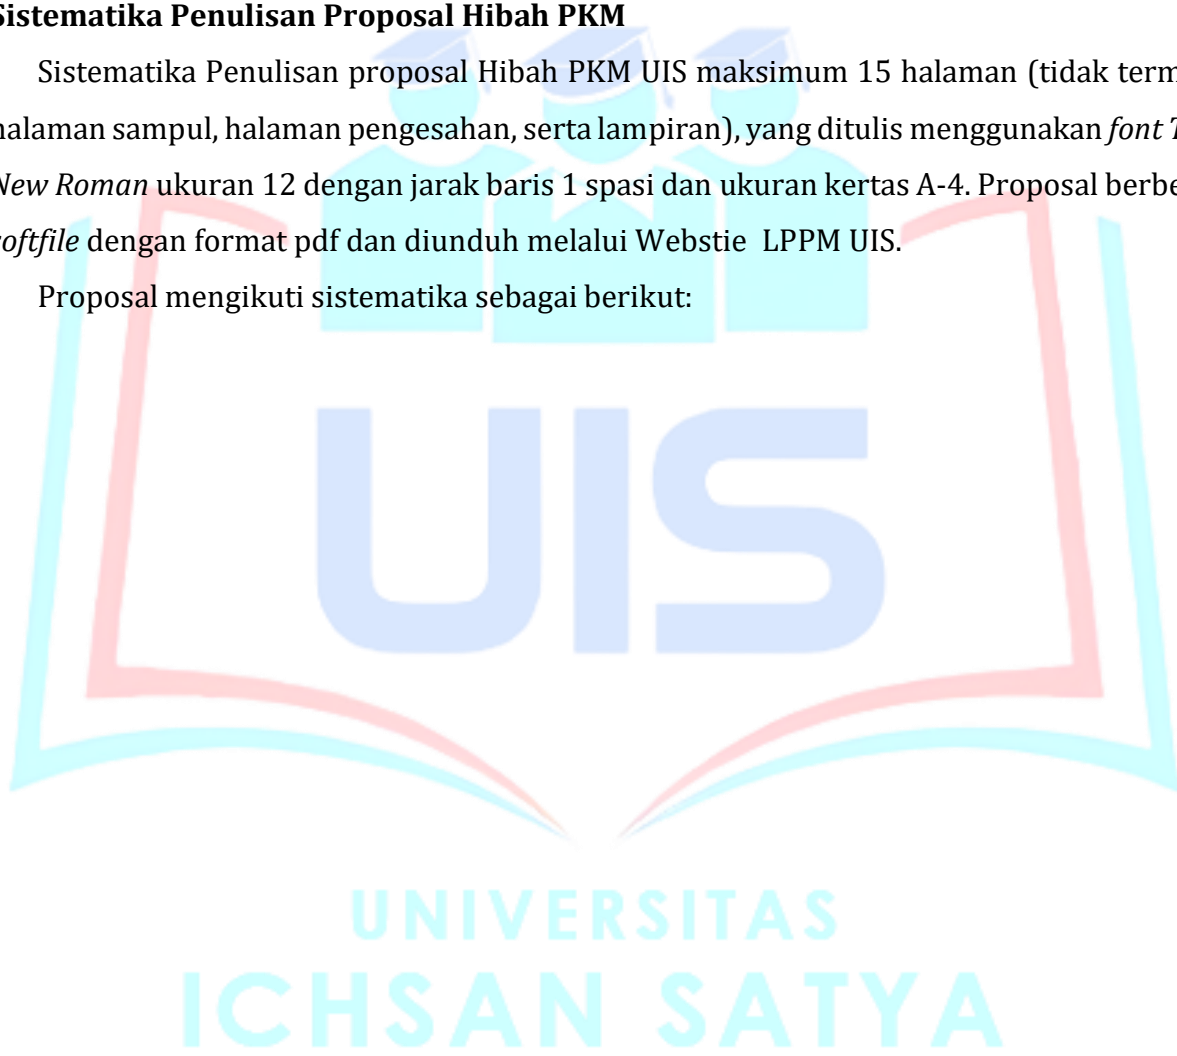 Sistematika Penulisan Proposal Hibah PKM
Sistematika Penulisan proposal Hibah PKM UIS maksimum 15 halaman (tidak term
halaman sampul, halaman pengesahan, serta lampiran), yang ditulis menggunakan font T
New Roman ukuran 12 dengan jarak baris 1 spasi dan ukuran kertas A-4. Proposal berbe
softfile dengan format pdf dan diunduh melalui Webstie LPPM UIS.
Proposal mengikuti sistematika sebagai berikut:
UIS
UNIVERSITAS
ICHSAN SATYA